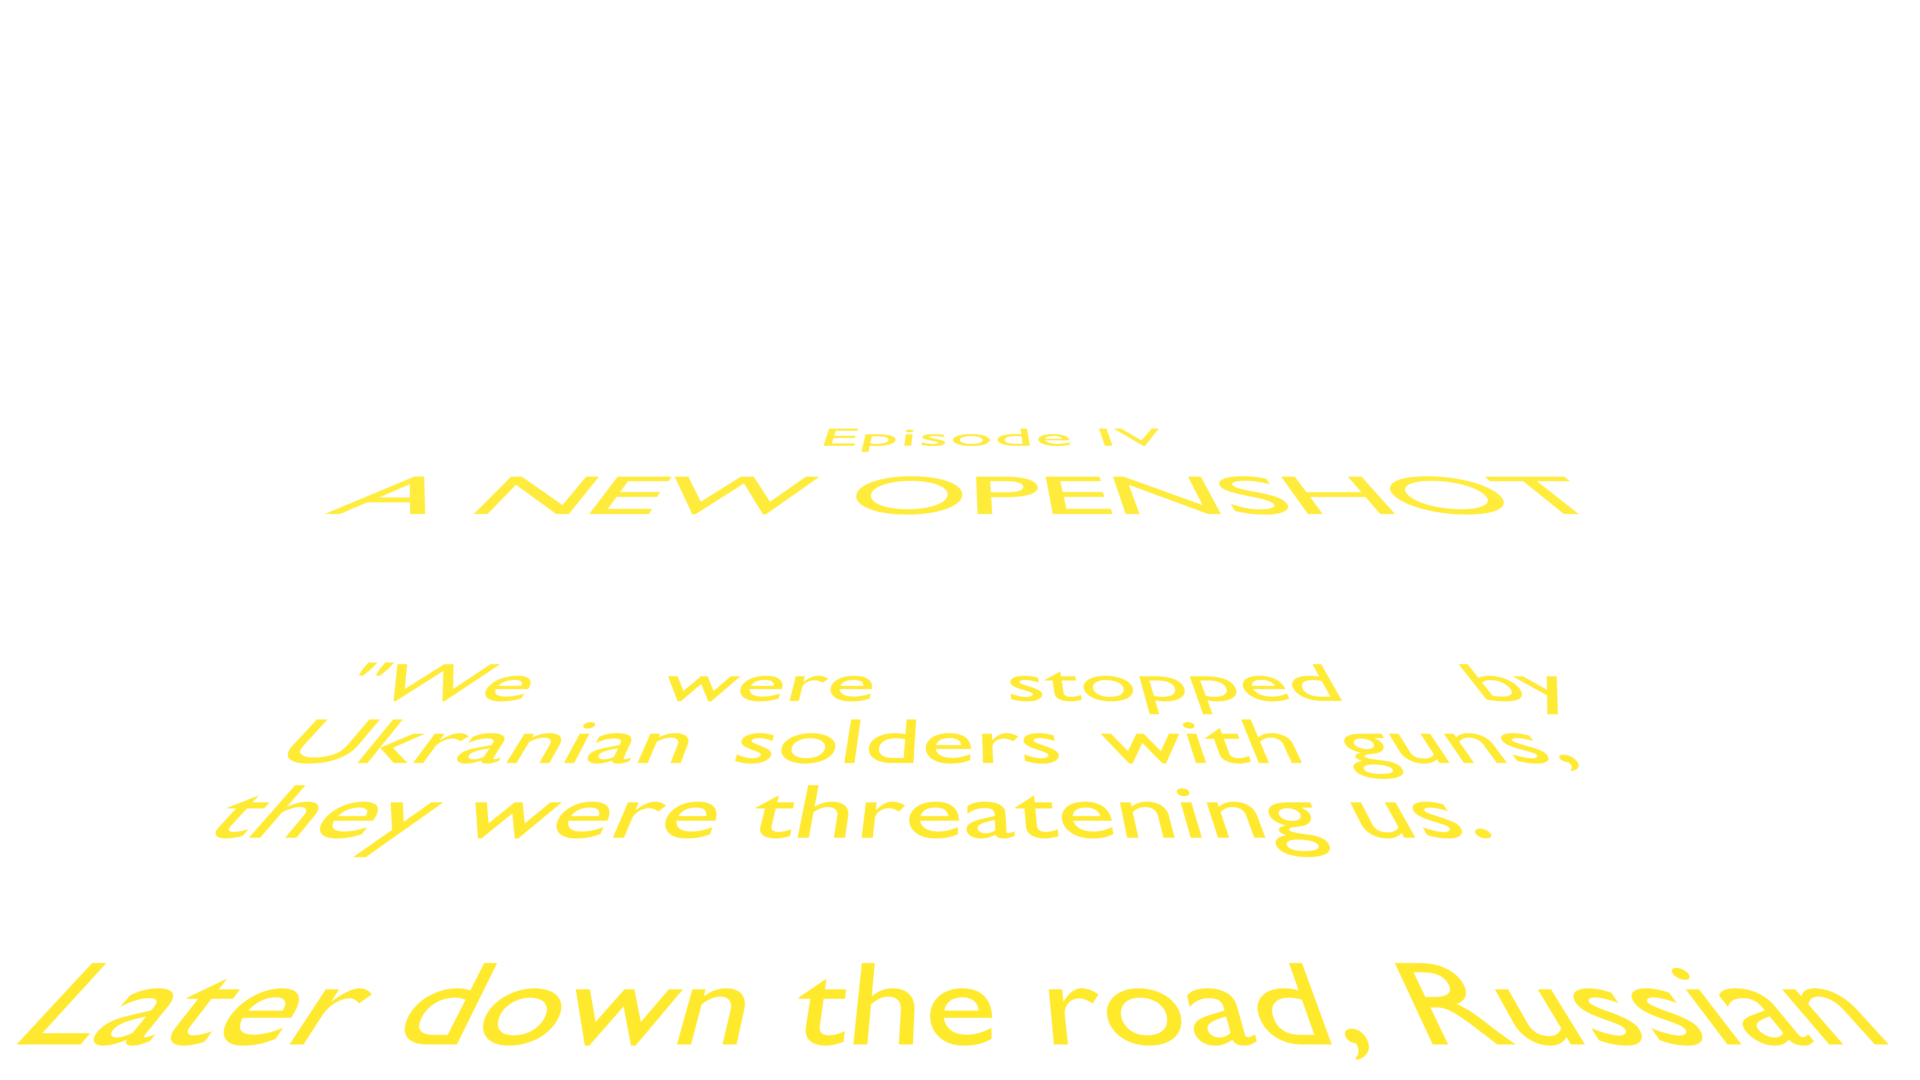 Episode IV
A NEW OPENSHOT
"We were stopped by
Ukranian solders with guns,
they were threatening us.
Later down the road, Russian